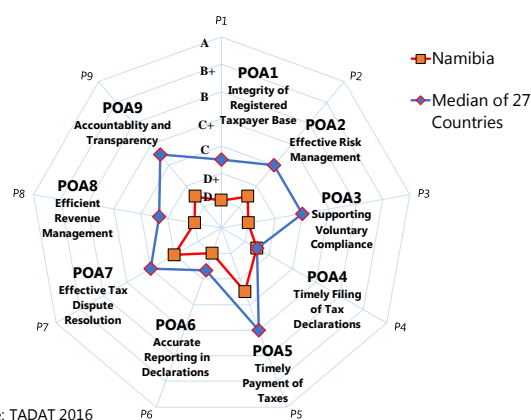 P1
A
B+
B
C+
C
D+
D
POA1
Integrity of
Registered
Taxpayer Base
P2
POA2
Effective Risk
Management
P3
POA3
Supporting
Voluntary
Compliance
P4
POA4
Timely Filing
of Tax
Declarations
P5
POA5
Timely
Payment of
Taxes
P6
POA6
Accurate
Reporting in
Declarations
P7
POA7
Effective Tax
Dispute
Resolution
P8
POA8
Efficient
Revenue
Management
P9
POA9
Accountablity and
Transparency
Namibia
Median of 27
Countries
: TADAT 2016